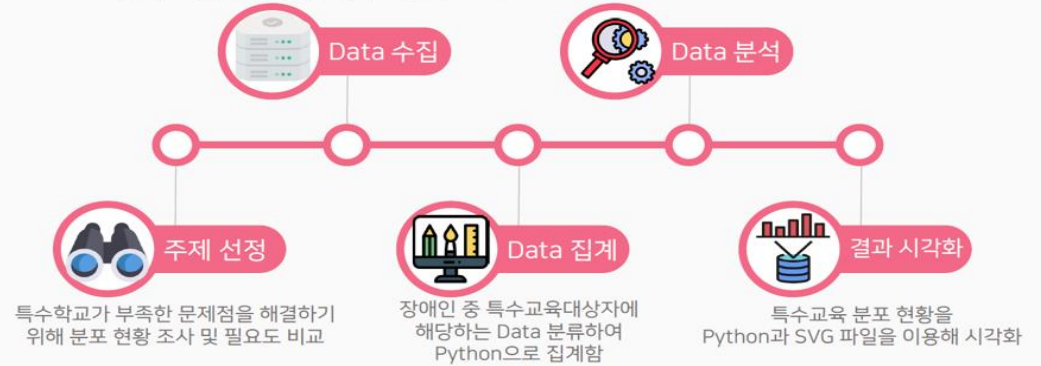 Data 수집
Data 분석
주제 선정
Data 집계
결과 시각화
특수학교가 부족한 문제점을 해결하기
위해 분포 현황 조사 및 필요도 비교
장애인 중 특수교육대상자에
해당하는 Data 분류하여
Python으로 집계함
특수교육 분포 현황을
Python과 SVG 파일을 이용해 시각화